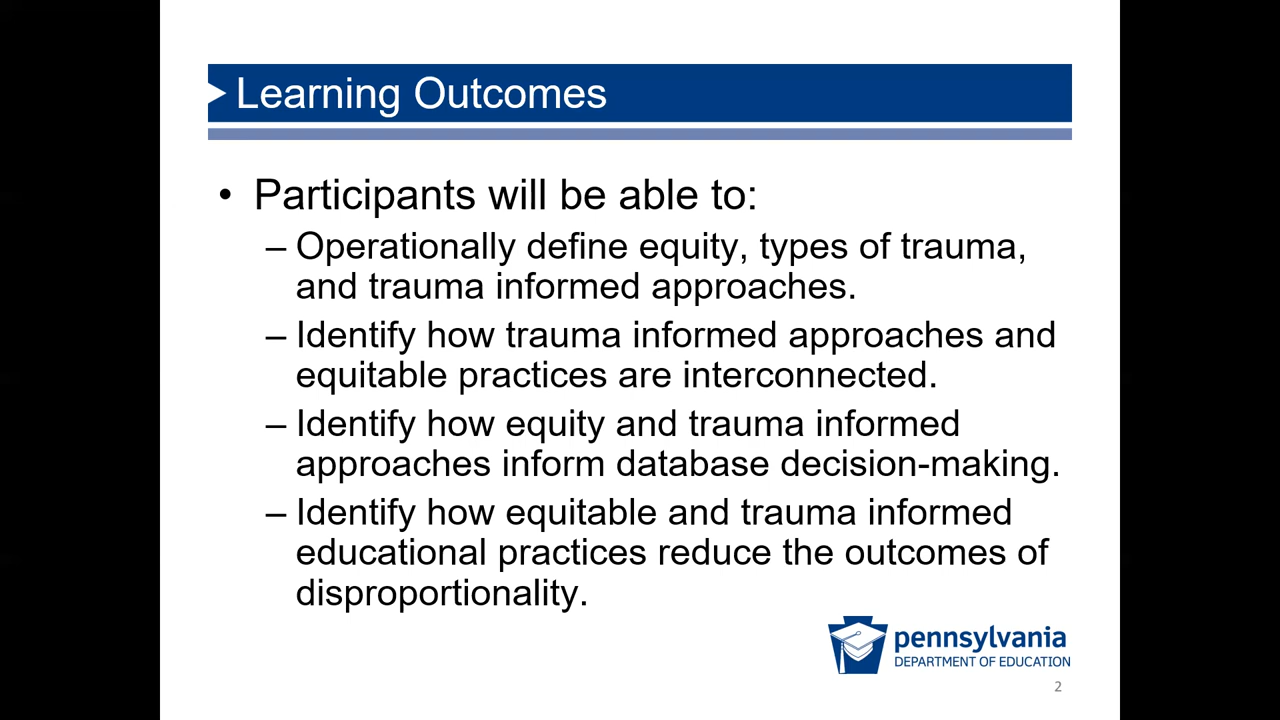 Learning Outcomes
• Participants will be able to:
– Operationally define equity, types of trauma,
and trauma informed approaches.
– Identify how trauma informed approaches and
equitable practices are interconnected.
– Identify how equity and trauma informed
approaches inform database decision-making.
– Identify how equitable and trauma informed
educational practices reduce the outcomes of
disproportionality.
pennsylvania
DEPARTMENT OF EDUCATION
2